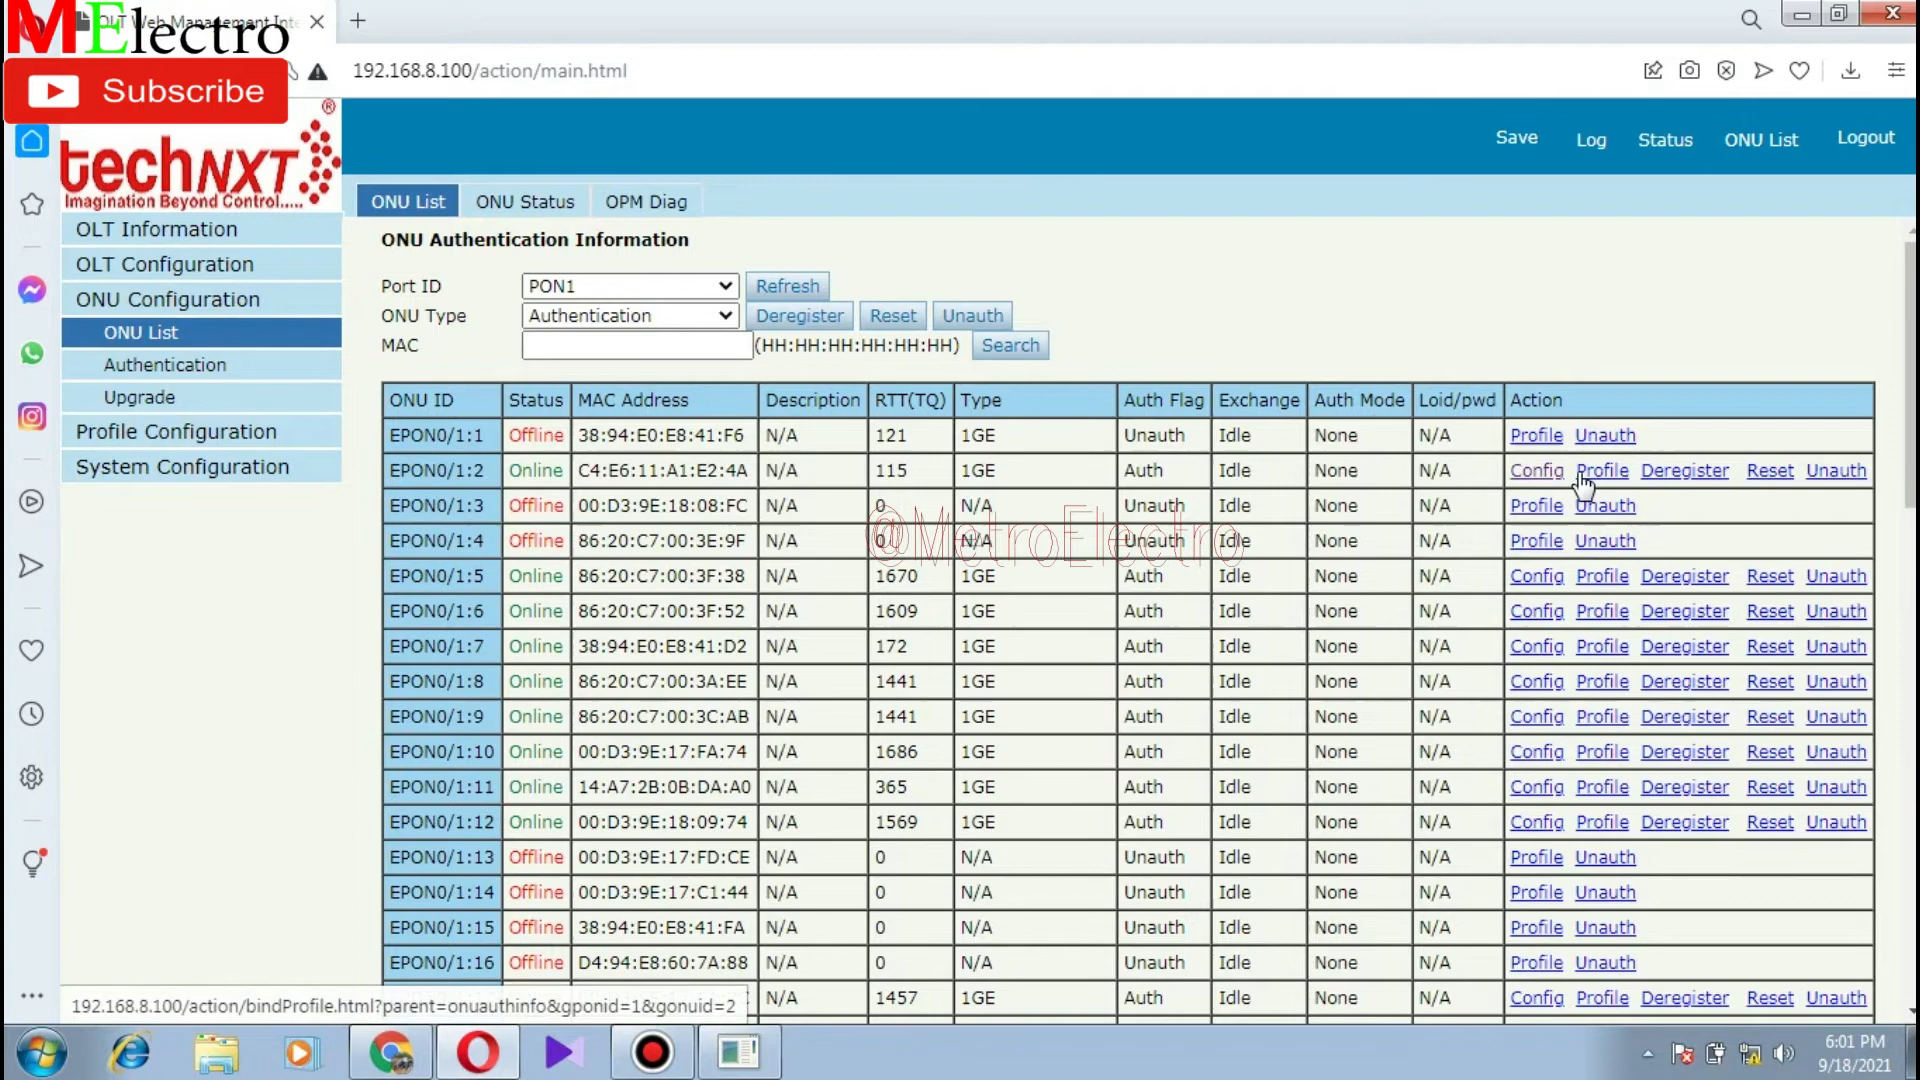 OLT Web Management Inte
MElectro
Subscribe
192.168.8.100/action/main.html
®
techNXT
Imagination Beyond Control.....
Save Log Status ONU List Logout
ONU List ONU Status OPM Diag
OLT Information
OLT Configuration
ONU Configuration
ONU List
Authentication
Upgrade
Profile Configuration
System Configuration
ONU Authentication Information
Port ID PON1 Refresh
ONU Type Authentication Deregister Reset Unauth
MAC (HH:HH:HH:HH:HH:HH) Search
ONU ID Status MAC Address Description RTT(TQ) Type Auth Flag Exchange Auth Mode Loid/pwd Action
EPON0/1:1 Offline 38:94:E0:E8:41:F6 N/A 121 1GE Unauth Idle None N/A Profile Unauth
EPON0/1:2 Online C4:E6:11:A1:E2:4A N/A 115 1GE Auth Idle None N/A Config Profile Deregister Reset Unauth
EPON0/1:3 Offline 00:D3:9E:18:08:FC N/A 0 N/A Unauth Idle None N/A Profile Unauth
@MetroElectro
EPON0/1:4 Offline 86:20:C7:00:3E:9F N/A 0 N/A Unauth Idle None N/A Profile Unauth
EPON0/1:5 Online 86:20:C7:00:3F:38 N/A 1670 1GE Auth Idle None N/A Config Profile Deregister Reset Unauth
EPON0/1:6 Online 86:20:C7:00:3F:52 N/A 1609 1GE Auth Idle None N/A Config Profile Deregister Reset Unauth
EPON0/1:7 Online 38:94:E0:E8:41:D2 N/A 172 1GE Auth Idle None N/A Config Profile Deregister Reset Unauth
EPON0/1:8 Online 86:20:C7:00:3A:EE N/A 1441 1GE Auth Idle None N/A Config Profile Deregister Reset Unauth
EPON0/1:9 Online 86:20:C7:00:3C:AB N/A 1441 1GE Auth Idle None N/A Config Profile Deregister Reset Unauth
EPON0/1:10 Online 00:D3:9E:17:FA:74 N/A 1686 1GE Auth Idle None N/A Config Profile Deregister Reset Unauth
EPON0/1:11 Online 14:A7:2B:0B:DA:A0 N/A 365 1GE Auth Idle None N/A Config Profile Deregister Reset Unauth
EPON0/1:12 Online 00:D3:9E:18:09:74 N/A 1569 1GE Auth Idle None N/A Config Profile Deregister Reset Unauth
EPON0/1:13 Offline 00:D3:9E:17:FD:CE N/A 0 N/A Unauth Idle None N/A Profile Unauth
EPON0/1:14 Offline 00:D3:9E:17:C1:44 N/A 0 N/A Unauth Idle None N/A Profile Unauth
EPON0/1:15 Offline 38:94:E0:E8:41:FA N/A 0 N/A Unauth Idle None N/A Profile Unauth
EPON0/1:16 Offline D4:94:E8:60:7A:88 N/A 0 N/A Unauth Idle None N/A Profile Unauth
N/A 1457 1GE Auth Idle None N/A Config Profile Deregister Reset Unauth
192.168.8.100/action/bindProfile.html?parent=onuauthinfo&gponid=1&gonuid=2
6:01 PM
9/18/2021